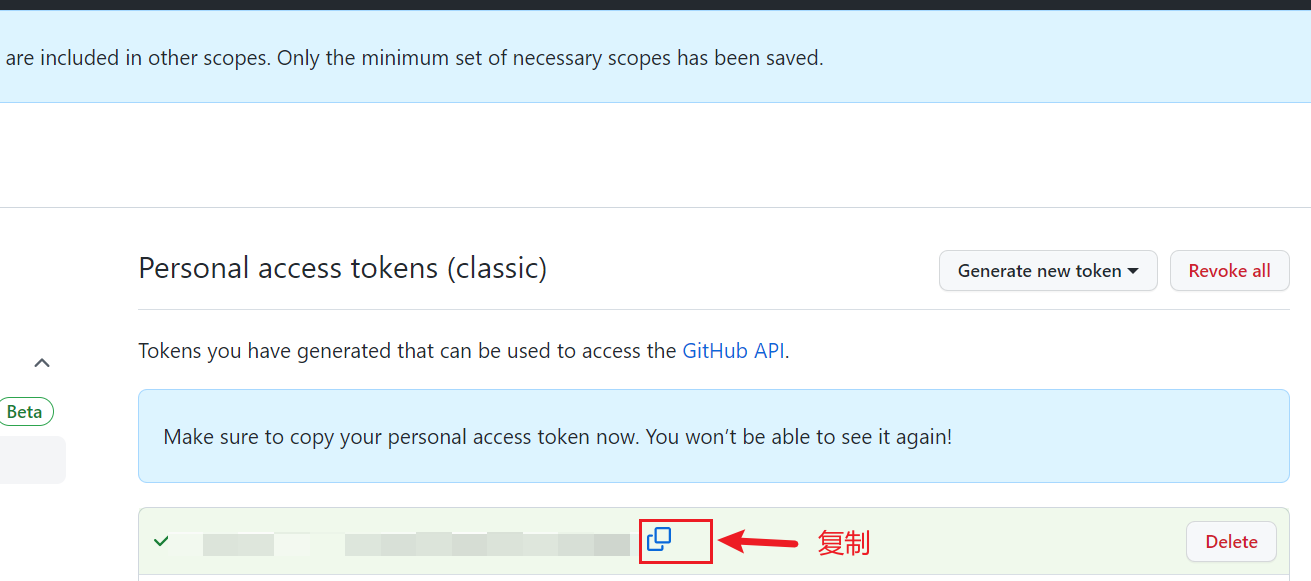 are included in other scopes. Only the minimum set of necessary scopes has been saved.
Personal access tokens (classic)
Generate new token
Revoke all
Tokens you have generated that can be used to access the GitHub API.
Beta
Make sure to copy your personal access token now. You won’t be able to see it again!
复制
Delete